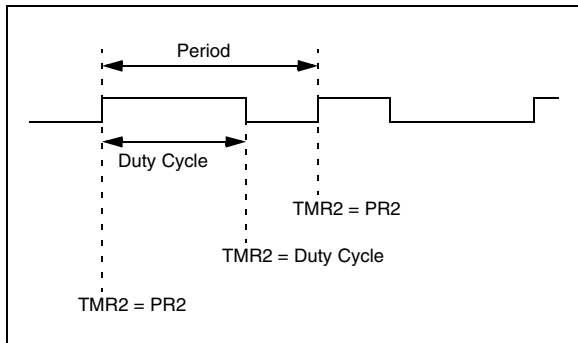 Period
Duty Cycle
TMR2 = PR2
TMR2 = Duty Cycle
TMR2 = PR2